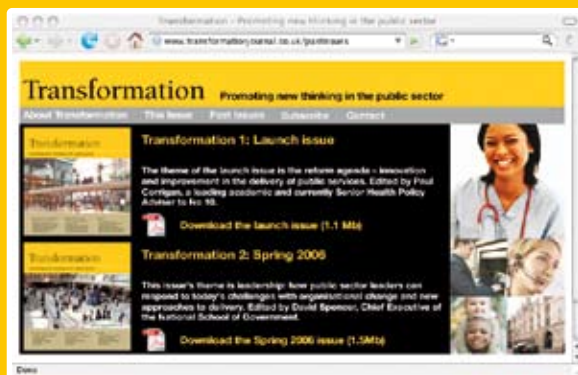 Transformation - Promoting new thinking in the public sector
www.transformationjournal.co.uk/pastissues
Transformation Promoting new thinking in the public sector
About Transformation This Issue Past Issues Subscribe Contact
Transformation
Transformation 1: Launch issue
The theme of the launch issue is the reform agenda – innovation
and improvement in the delivery of public services. Edited by Paul
Corrigan, a leading academic and currently Senior Health Policy
Adviser to No 10.
Download the launch issue (1.1 Mb)
Transformation
Transformation 2: Spring 2006
This issue's theme is leadership: how public sector leaders can
respond to today's challenges with organisational change and new
approaches to delivery. Edited by David Spencer, Chief Executive of
the National School of Government.
Download the Spring 2006 issue (1.5Mb)
Done